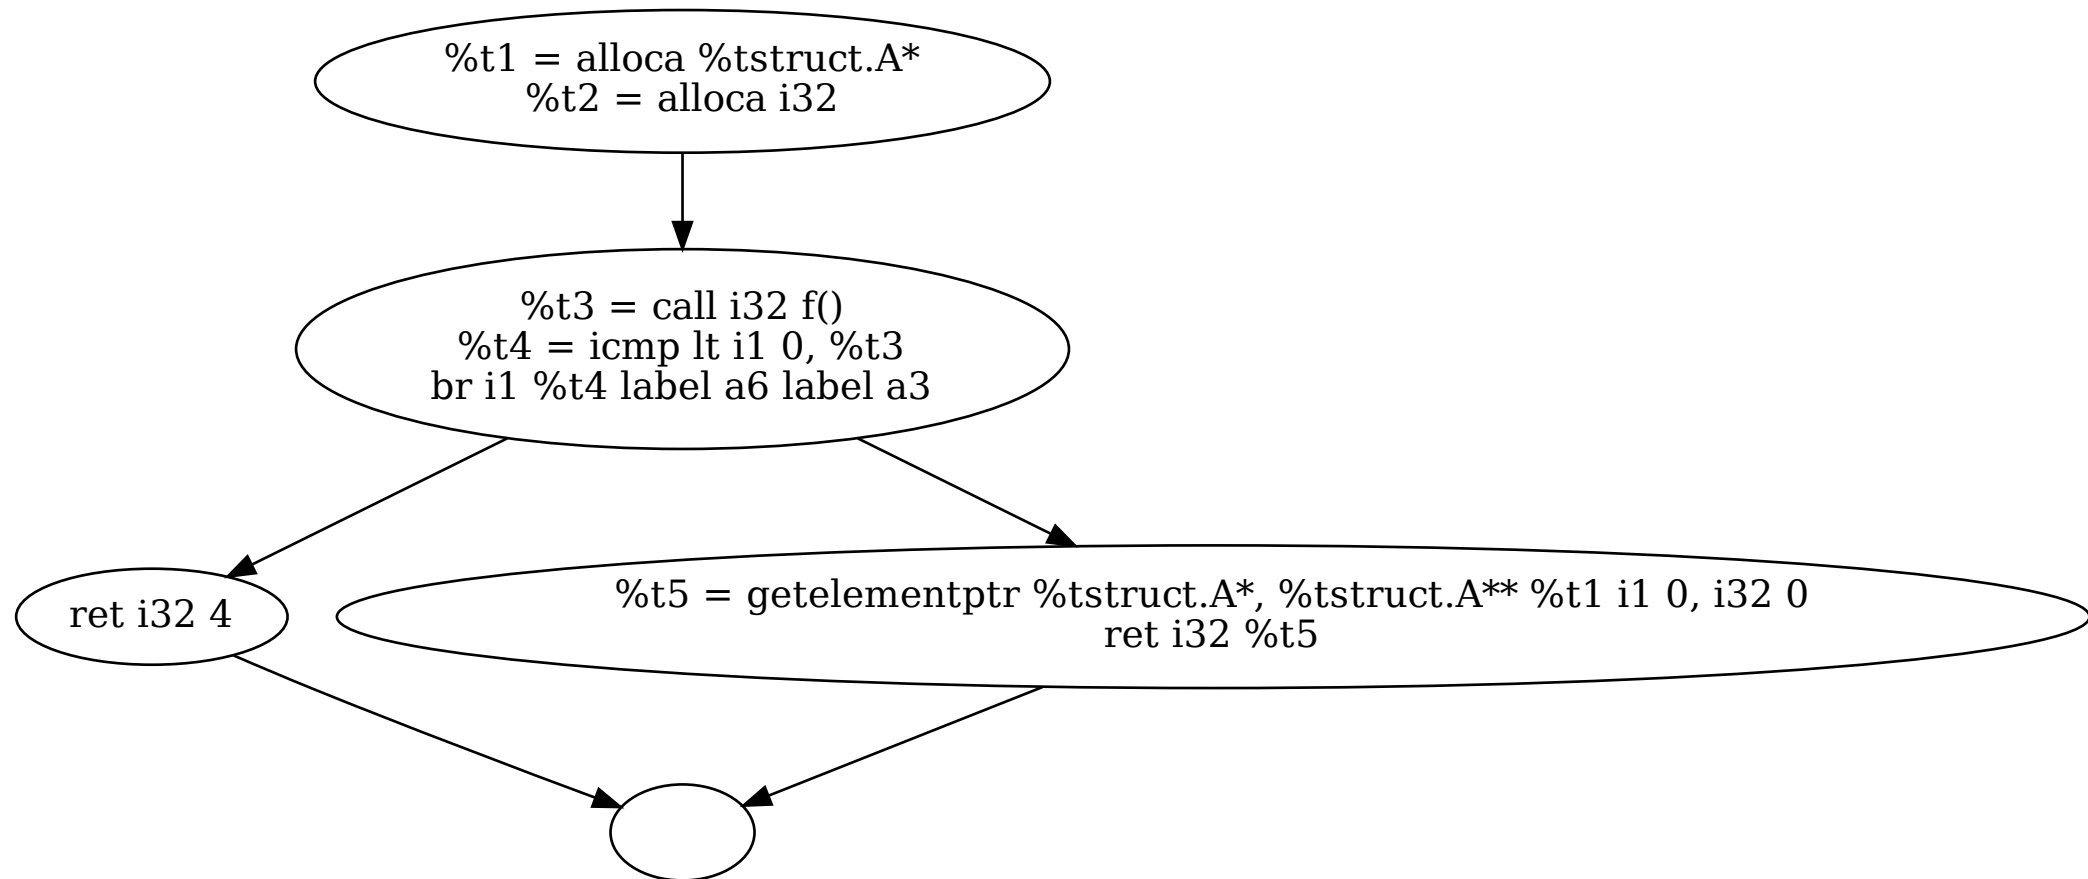 %t1 = alloca %tstruct.A*
%t2 = alloca i32
%t3 = call i32 f()
%t4 = icmp lt i1 0, %t3
br i1 %t4 label a6 label a3
ret i32 4
%t5 = getelementptr %tstruct.A*, %tstruct.A** %t1 i1 0, i32 0
ret i32 %t5